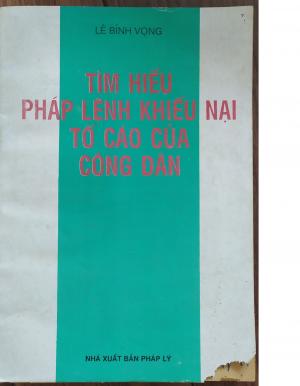 LÊ BÌNH VỌNG
TÌM HIỂU
PHÁP LỆNH KHIẾU NẠI
TỐ CÁO CỦA
CÔNG DÂN
NHÀ XUẤT BẢN PHÁP LÝ